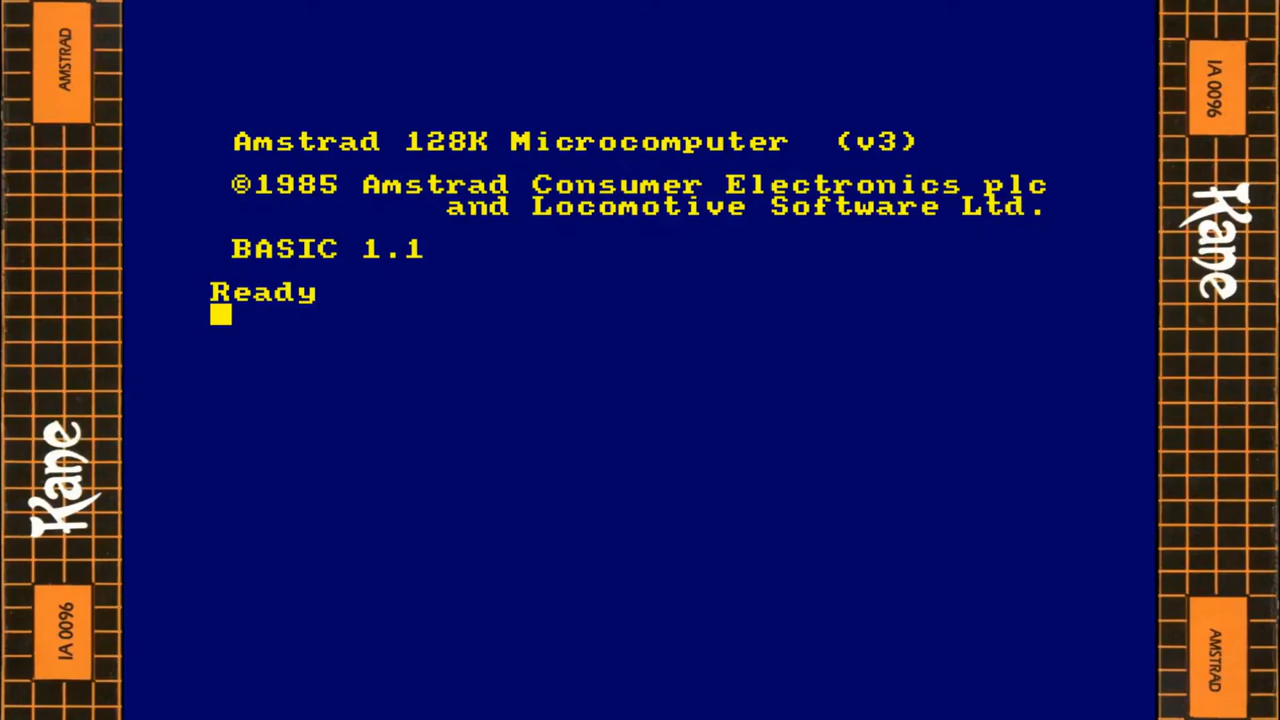 AMSTRAD
Kane
IA 0096
Amstrad 128K Microcomputer (v3)
©1985 Amstrad Consumer Electronics plc
and Locomotive Software Ltd.
BASIC 1.1
Ready
IA 0096
Kane
AMSTRAD